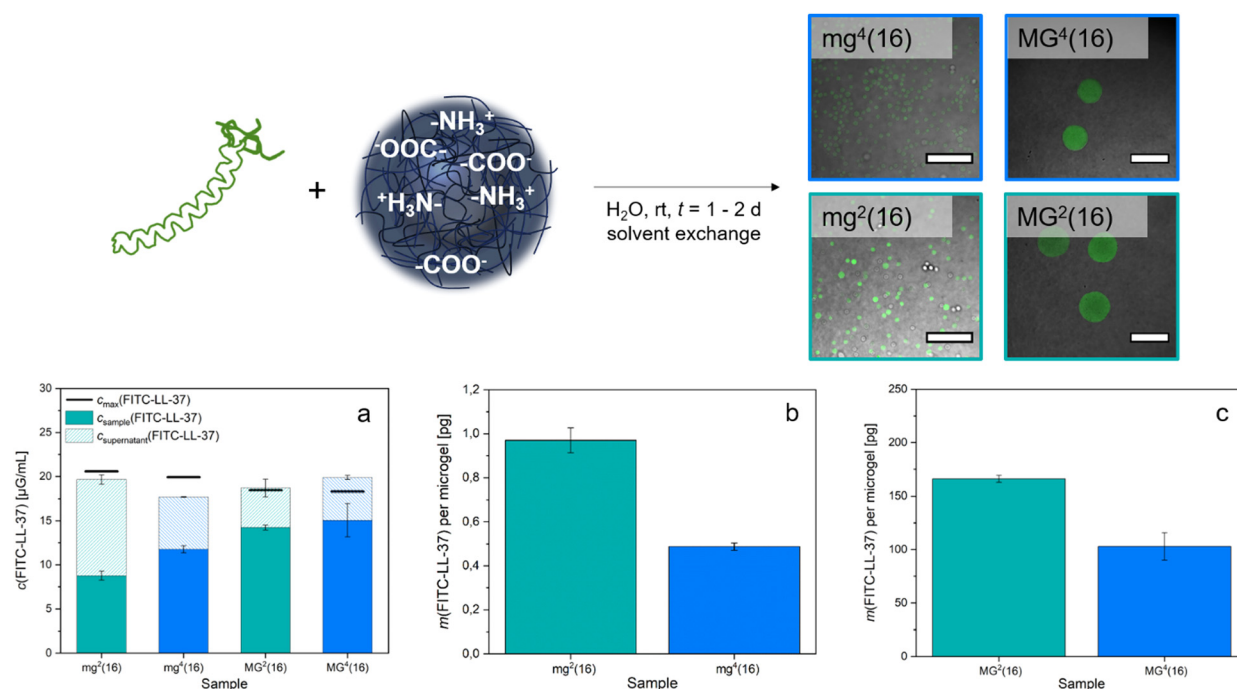 -NH₃⁺
⁻OOC-
-COO⁻
⁺H₃N-
-NH₃⁺
-COO⁻
+
H₂O, rt, t = 1 - 2 d
solvent exchange
mg⁴(16)
MG⁴(16)
mg²(16)
MG²(16)
a
30
25
20
15
10
5
0
c(FITC-LL-37) [µG/mL]
cmax(FITC-LL-37)
csample(FITC-LL-37)
csupernatant(FITC-LL-37)
mg²(16) mg⁴(16) MG²(16) MG⁴(16)
Sample
b
1,2
1,0
0,8
0,6
0,4
0,2
0,0
m(FITC-LL-37) per microgel [pg]
mg²(16) mg⁴(16)
Sample
c
250
200
150
100
50
0
m(FITC-LL-37) per microgel [pg]
MG²(16) MG⁴(16)
Sample